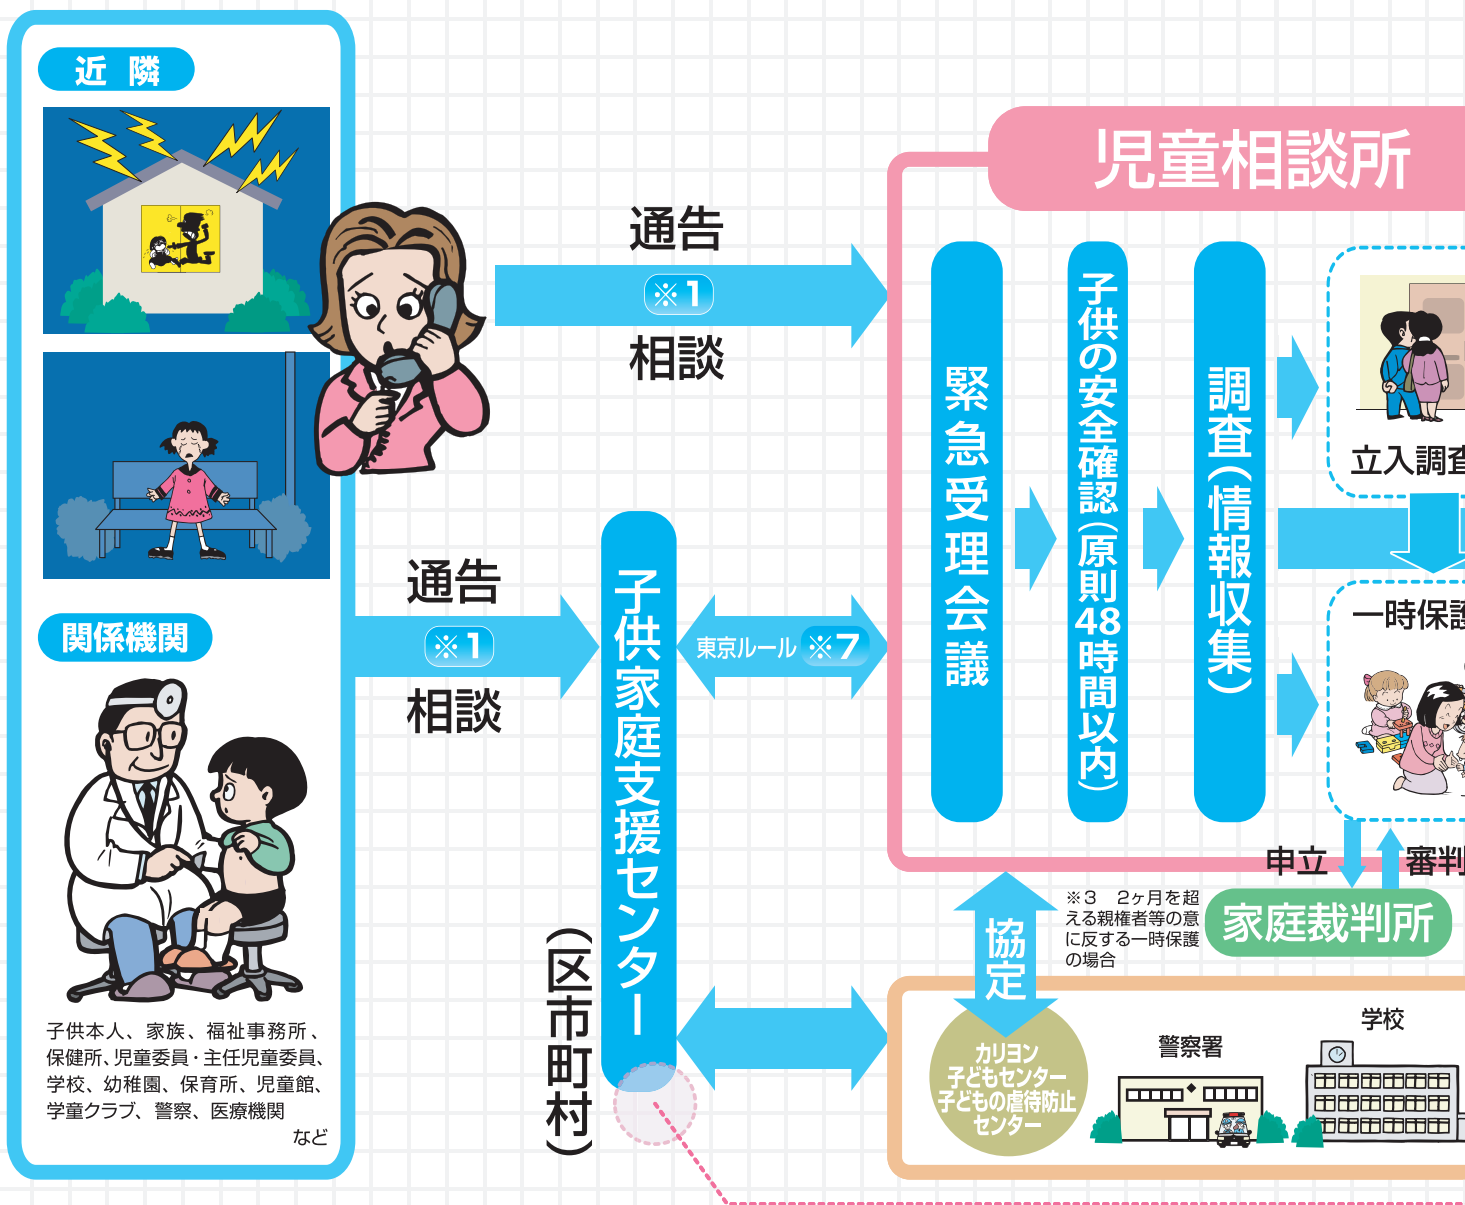 近 隣
関係機関
子供本人、家族、福祉事務所、
保健所、児童委員・主任児童委員、
学校、幼稚園、保育所、児童館、
学童クラブ、警察、医療機関
など
通告
※1
相談
通告
※1
相談
子供家庭支援センター
（区市町村）
東京ルール ※7
児童相談所
緊急受理会議
子供の安全確認（原則48時間以内）
調査（情報収集）
立入調査
一時保護
申立
審判
家庭裁判所
※3　2ヶ月を超
える親権者等の意
に反する一時保護
の場合
協定
カリヨン
子どもセンター
子どもの虐待防止
センター
警察署
学校